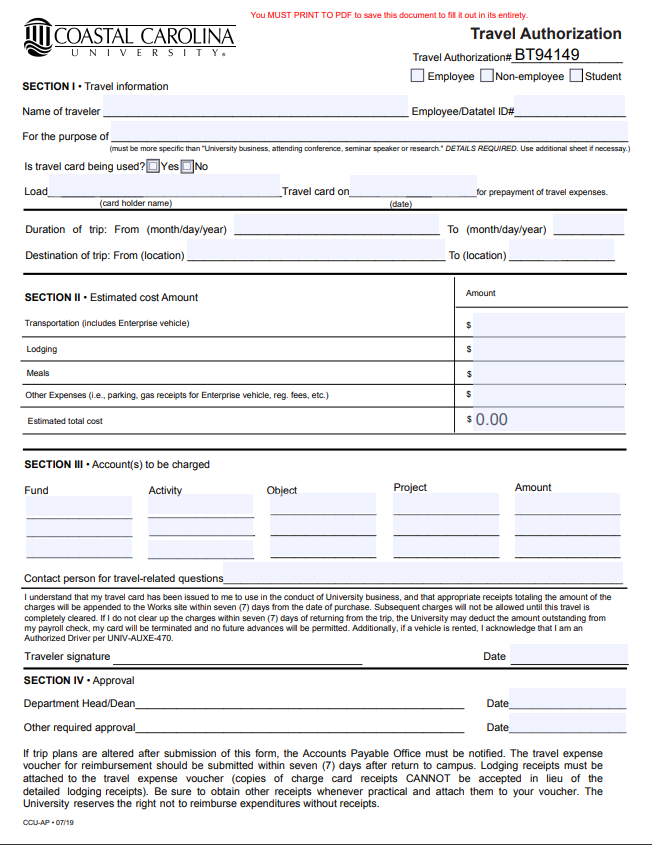 You MUST PRINT TO PDF to save this document to fill it out in its entirety.
COASTAL CAROLINA
UNIVERSITY®
Travel Authorization
Travel Authorization# BT94149
Employee Non-employee Student
SECTION I • Travel information
Name of traveler Employee/Datatel ID#
For the purpose of
(must be more specific than "University business, attending conference, seminar speaker or research." DETAILS REQUIRED. Use additional sheet if necessary.)
Is travel card being used? Yes No
Load Travel card on for prepayment of travel expenses.
(card holder name) (date)
Duration of trip: From (month/day/year) To (month/day/year)
Destination of trip: From (location) To (location)
SECTION II • Estimated cost Amount Amount
Transportation (includes Enterprise vehicle) $
Lodging $
Meals $
Other Expenses (i.e., parking, gas receipts for Enterprise vehicle, reg. fees, etc.) $
Estimated total cost $ 0.00
SECTION III • Account(s) to be charged
Fund Activity Object Project Amount
Contact person for travel-related questions
I understand that my travel card has been issued to me to use in the conduct of University business, and that appropriate receipts totaling the amount of the
charges will be appended to the Works site within seven (7) days from the date of purchase. Subsequent charges will not be allowed until this travel is
completely cleared. If I do not clear up the charges within seven (7) days of returning from the trip, the University may deduct the amount outstanding from
my payroll check, my card will be terminated and no future advances will be permitted. Additionally, if a vehicle is rented, I acknowledge that I am an
Authorized Driver per UNIV-AUXE-470.
Traveler signature Date
SECTION IV • Approval
Department Head/Dean Date
Other required approval Date
If trip plans are altered after submission of this form, the Accounts Payable Office must be notified. The travel expense
voucher for reimbursement should be submitted within seven (7) days after return to campus. Lodging receipts must be
attached to the travel expense voucher (copies of charge card receipts CANNOT be accepted in lieu of the
detailed lodging receipts). Be sure to obtain other receipts whenever practical and attach them to your voucher. The
University reserves the right not to reimburse expenditures without receipts.
CCU-AP • 07/19